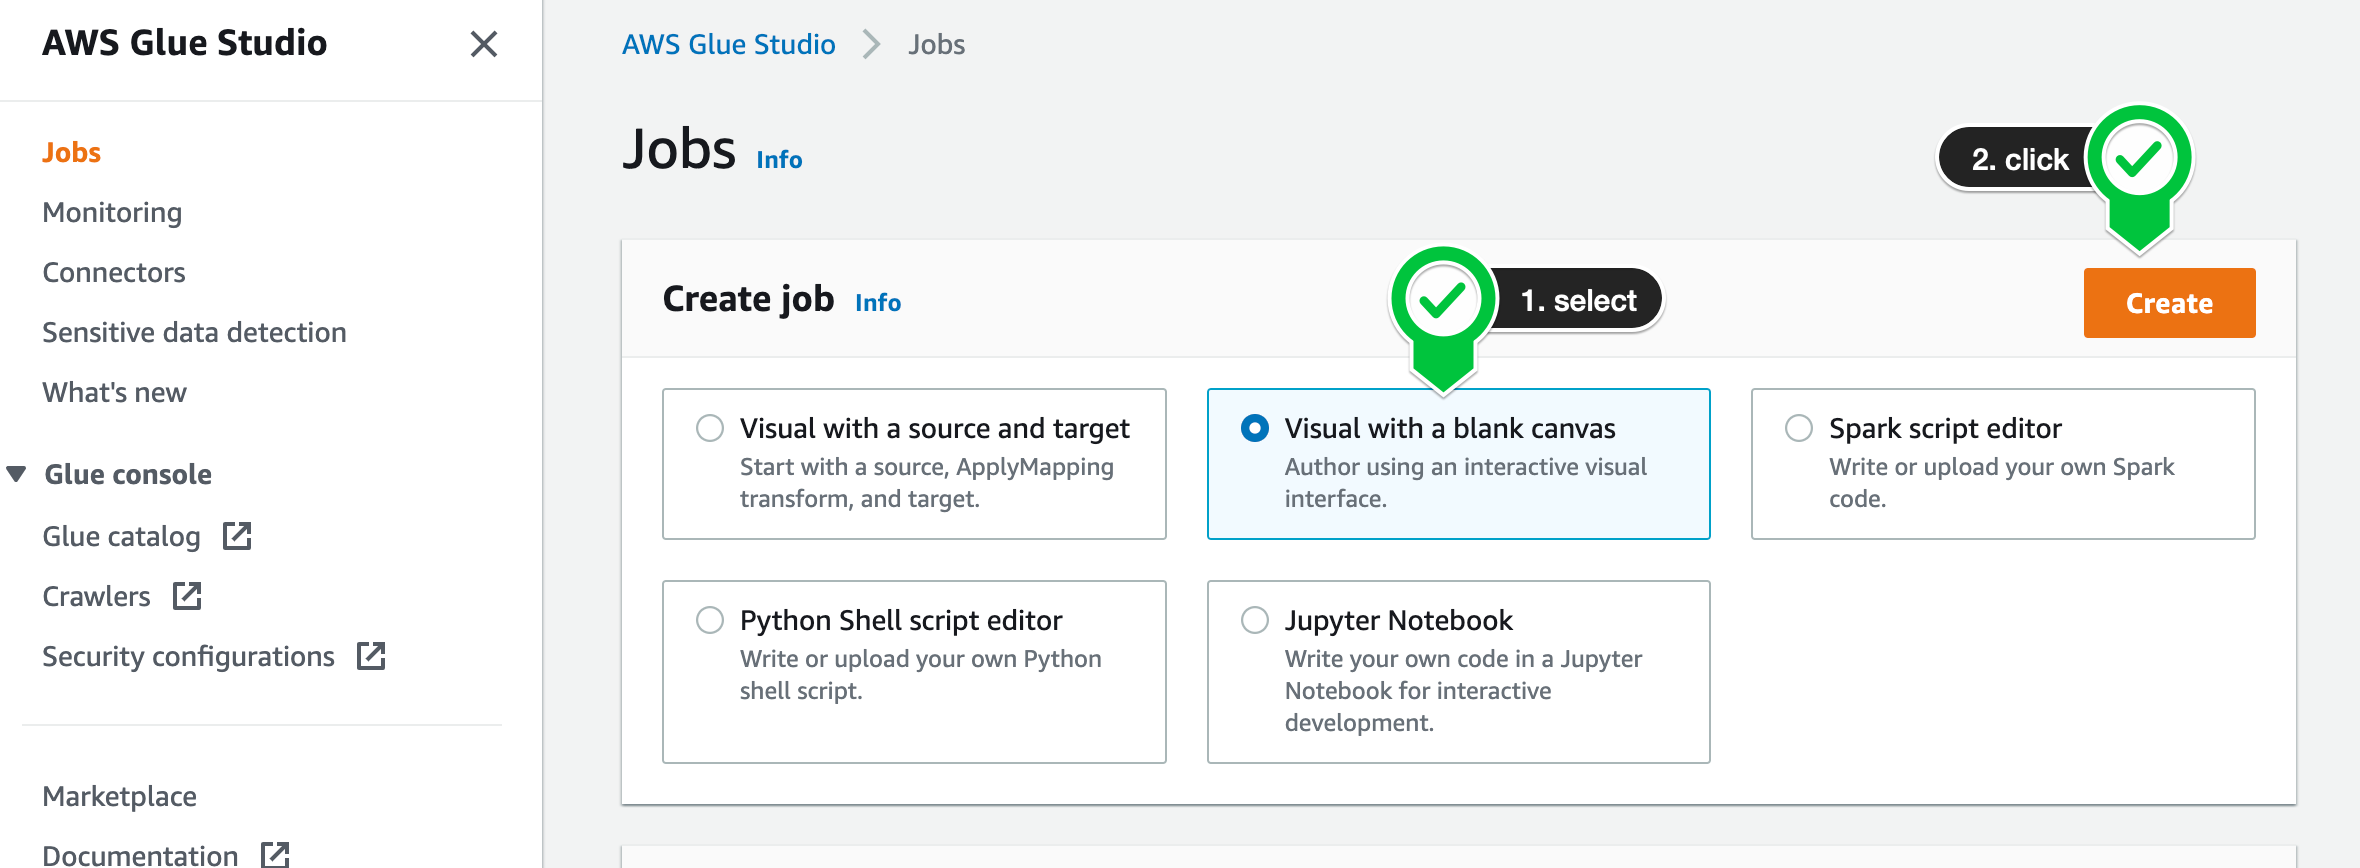 AWS Glue Studio
Jobs
Monitoring
Connectors
Sensitive data detection
What's new
Glue console
Glue catalog
Crawlers
Security configurations
Marketplace
Documentation
AWS Glue Studio > Jobs
Jobs Info
2. click
Create job Info
1. select
Create
Visual with a source and target
Start with a source, ApplyMapping
transform, and target.
Visual with a blank canvas
Author using an interactive visual
interface.
Spark script editor
Write or upload your own Spark
code.
Python Shell script editor
Write or upload your own Python
shell script.
Jupyter Notebook
Write your own code in a Jupyter
Notebook for interactive
development.